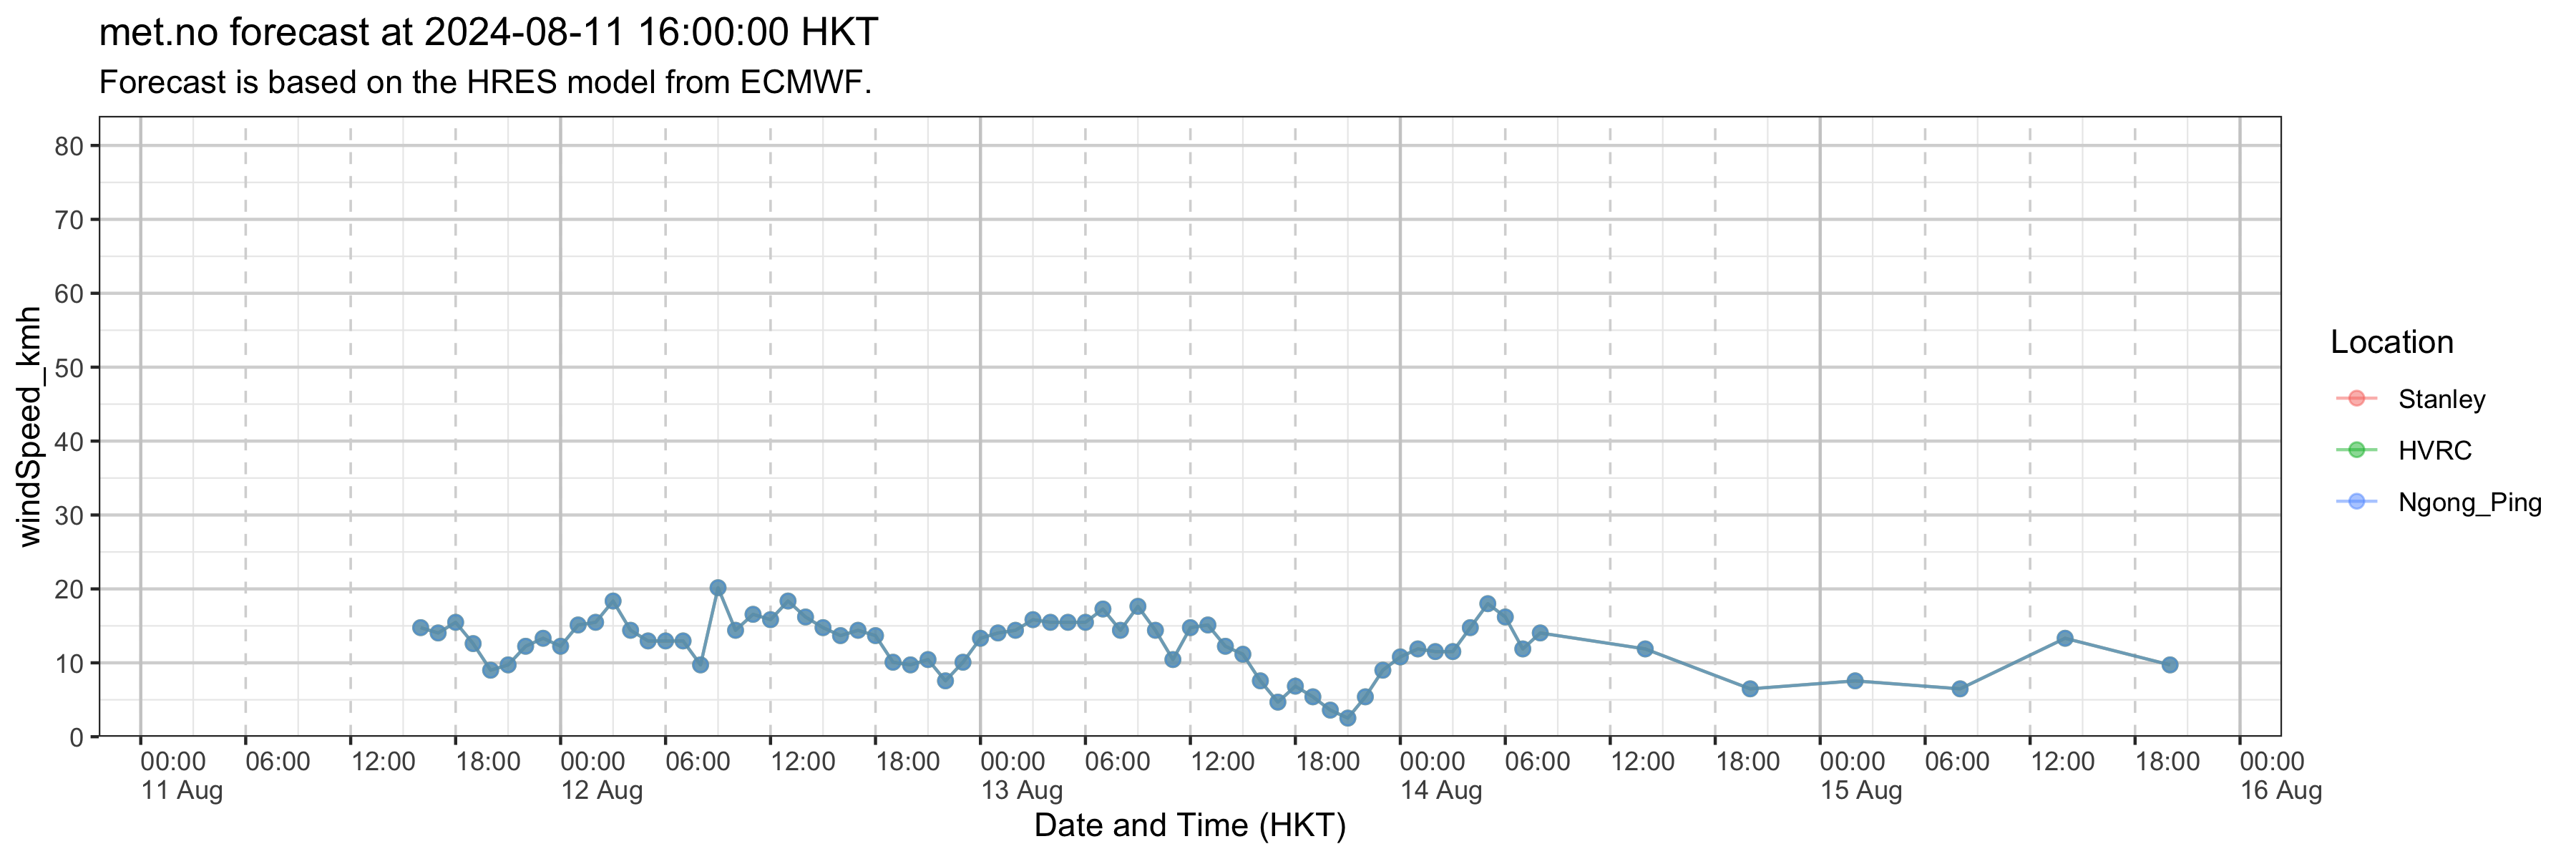 met.no forecast at 2024-08-11 16:00:00 HKT
Forecast is based on the HRES model from ECMWF.
80
70
60
50
40
30
20
10
0
windSpeed_kmh
00:00 06:00 12:00 18:00 00:00 06:00 12:00 18:00 00:00 06:00 12:00 18:00 00:00 06:00 12:00 18:00 00:00 06:00 12:00 18:00 00:00
11 Aug 12 Aug 13 Aug 14 Aug 15 Aug 16 Aug
Date and Time (HKT)
Location
Stanley
HVRC
Ngong_Ping